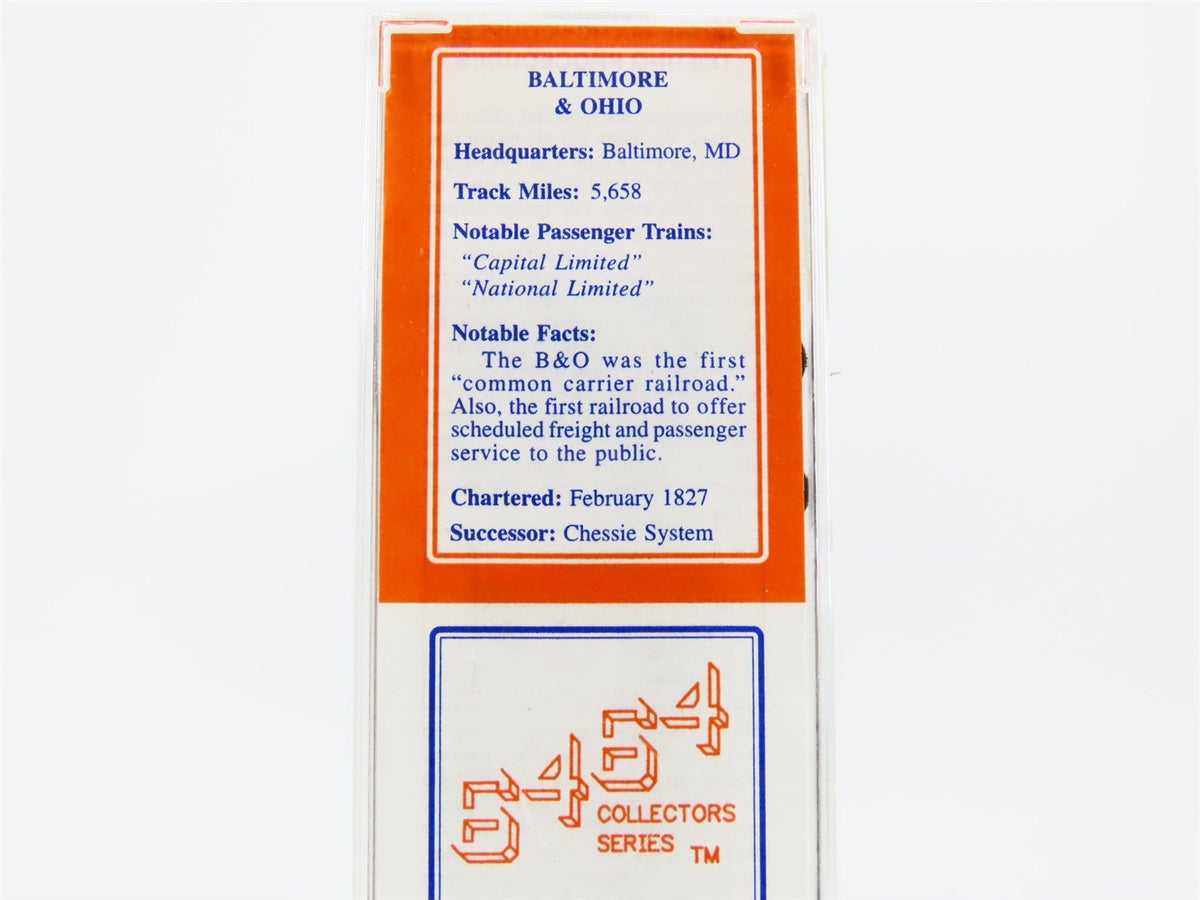 BALTIMORE
& OHIO
Headquarters: Baltimore, MD
Track Miles: 5,658
Notable Passenger Trains:
“Capital Limited”
“National Limited”
Notable Facts:
The B&O was the first
“common carrier railroad.”
Also, the first railroad to offer
scheduled freight and passenger
service to the public.
Chartered: February 1827
Successor: Chessie System
64
64
COLLECTORS
SERIES TM